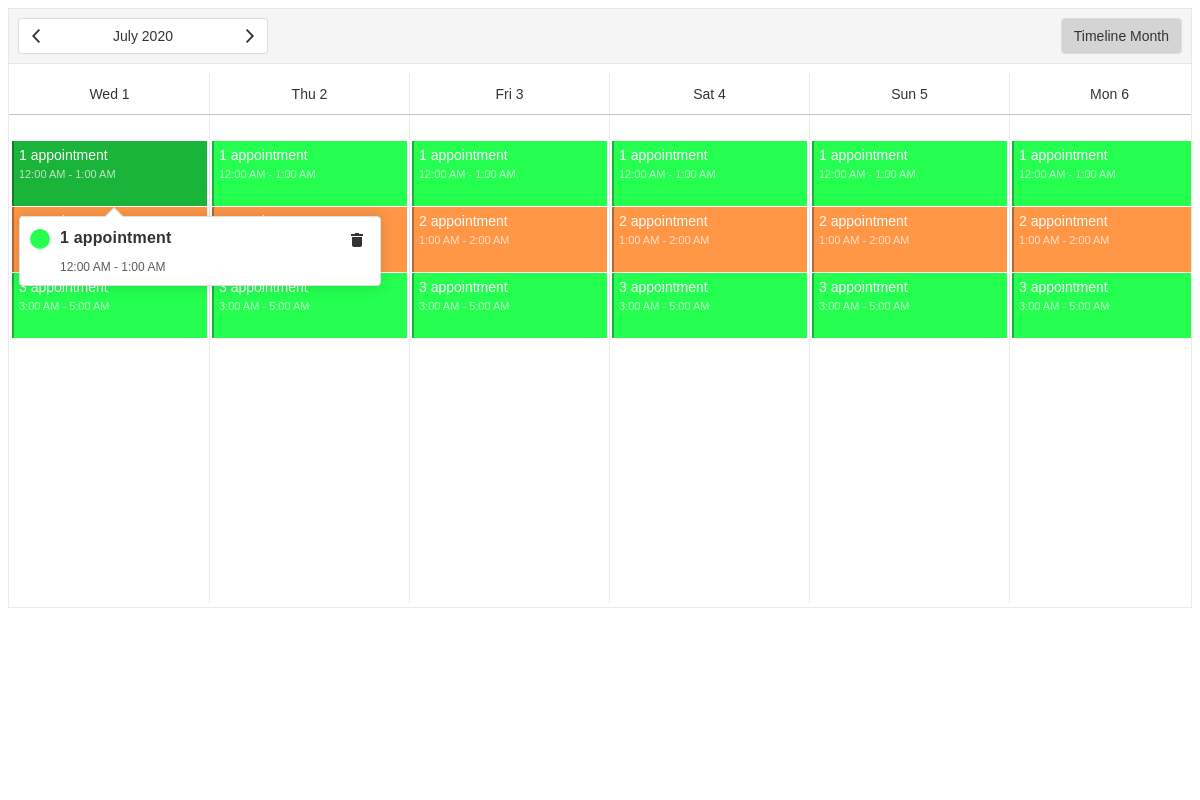 July 2020
Timeline Month
Wed 1
Thu 2
Fri 3
Sat 4
Sun 5
Mon 6
1 appointment
12:00 AM - 1:00 AM
1 appointment
12:00 AM - 1:00 AM
1 appointment
12:00 AM - 1:00 AM
1 appointment
12:00 AM - 1:00 AM
1 appointment
12:00 AM - 1:00 AM
1 appointment
12:00 AM - 1:00 AM
1 appointment
12:00 AM - 1:00 AM
2 appointment
1:00 AM - 2:00 AM
2 appointment
1:00 AM - 2:00 AM
2 appointment
1:00 AM - 2:00 AM
2 appointment
1:00 AM - 2:00 AM
3 appointment
3:00 AM - 5:00 AM
3 appointment
3:00 AM - 5:00 AM
3 appointment
3:00 AM - 5:00 AM
3 appointment
3:00 AM - 5:00 AM
3 appointment
3:00 AM - 5:00 AM
3 appointment
3:00 AM - 5:00 AM